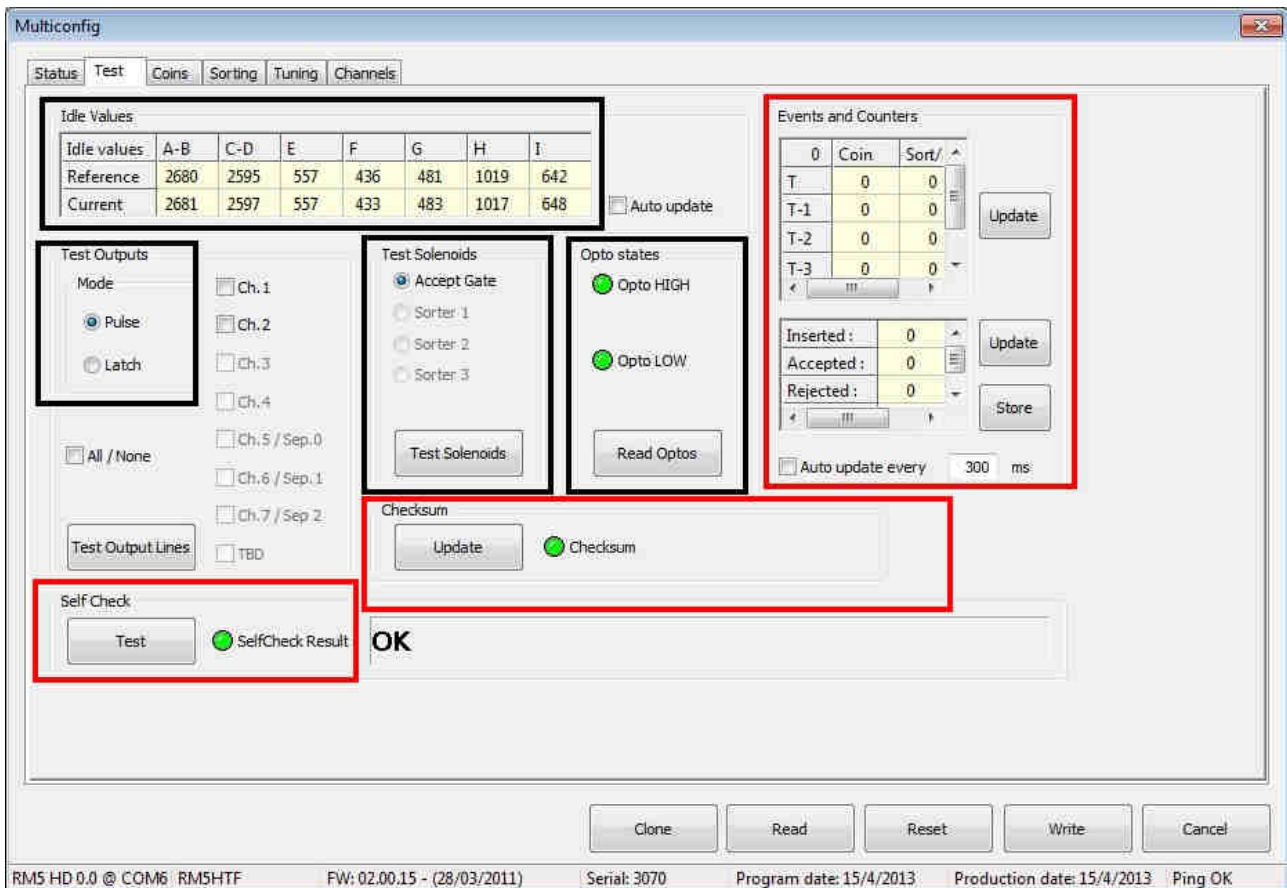 Multiconfig
Status Test Coins Sorting Tuning Channels
Idle Values
Idle values A-B C-D E F G H I
Reference 2680 2595 557 436 481 1019 642
Current 2681 2597 557 433 483 1017 648
Auto update
Events and Counters
0 Coin Sort/
T 0 0
T-1 0 0
T-2 0 0
T-3 0 0
Update
Test Outputs
Mode
Pulse
Latch
All / None
Test Output Lines
Ch.1
Ch.2
Ch.3
Ch.4
Ch.5 / Sep.0
Ch.6 / Sep.1
Ch.7 / Sep 2
TBD
Test Solenoids
Accept Gate
Sorter 1
Sorter 2
Sorter 3
Test Solenoids
Opto states
Opto HIGH
Opto LOW
Read Optos
Inserted : 0
Accepted : 0
Rejected : 0
Update
Store
Auto update every 300 ms
Checksum
Update Checksum
Self Check
Test SelfCheck Result OK
Clone Read Reset Write Cancel
RM5 HD 0.0 @ COM6 RM5HTF FW: 02.00.15 - (28/03/2011) Serial: 3070 Program date: 15/4/2013 Production date: 15/4/2013 Ping OK